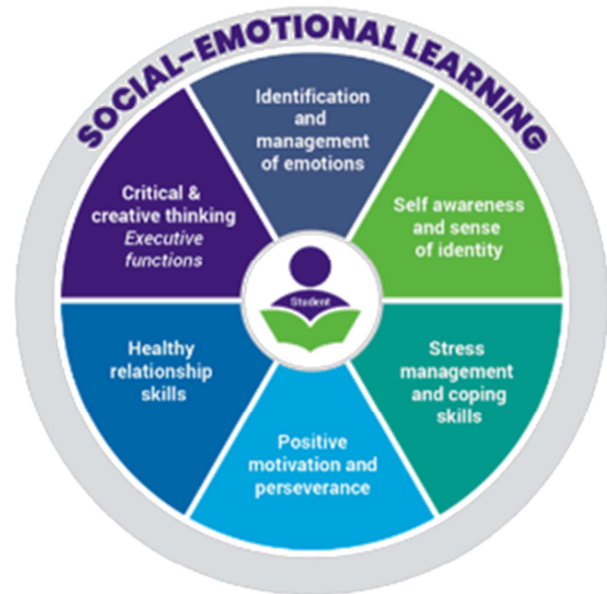 SOCIAL-EMOTIONAL LEARNING
Identification
and
management
of emotions
Self awareness
and sense
of identity
Stress
management
and coping
skills
Positive
motivation and
perseverance
Healthy
relationship
skills
Critical &
creative thinking
Executive
functions
Student